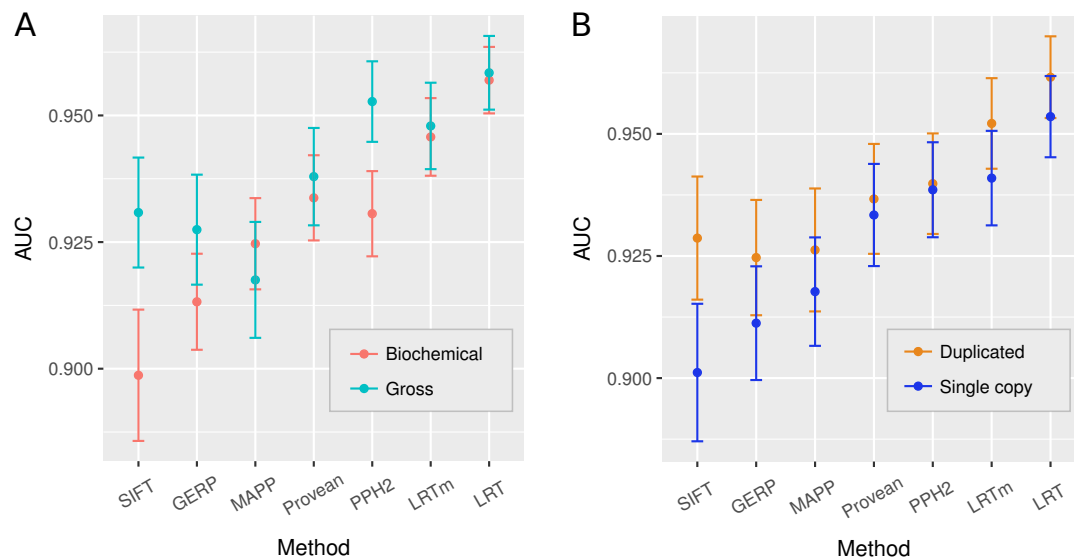 A
AUC
0.950
0.925
0.900
Biochemical
Gross
SIFT
GERP
MAPP
Provean
PPH2
LRTm
LRT
Method
B
AUC
0.950
0.925
0.900
Duplicated
Single copy
SIFT
GERP
MAPP
Provean
PPH2
LRTm
LRT
Method